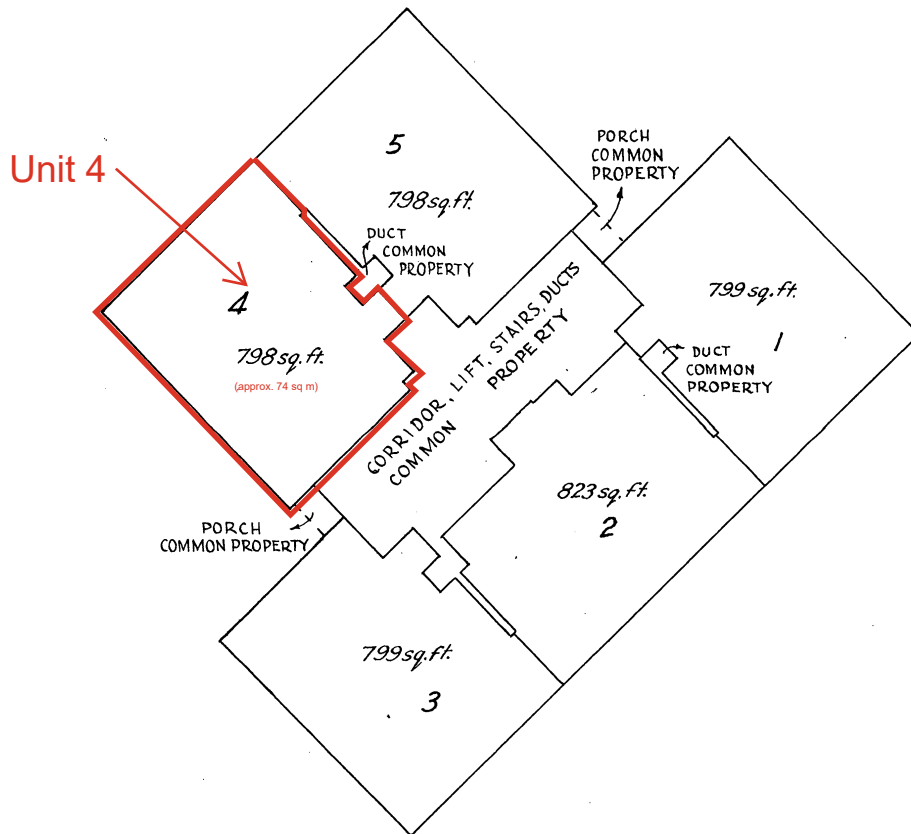 5
PORCH
COMMON
PROPERTY
Unit 4
798 sq.ft.
DUCT
COMMON
PROPERTY
799 sq.ft.
4
1
798 sq.ft.
(approx. 74 sq m)
DUCT
COMMON
PROPERTY
CORRIDOR, LIFT, STAIRS, DUCTS
COMMON PROPERTY
823 sq.ft.
2
PORCH
COMMON PROPERTY
799 sq.ft.
3